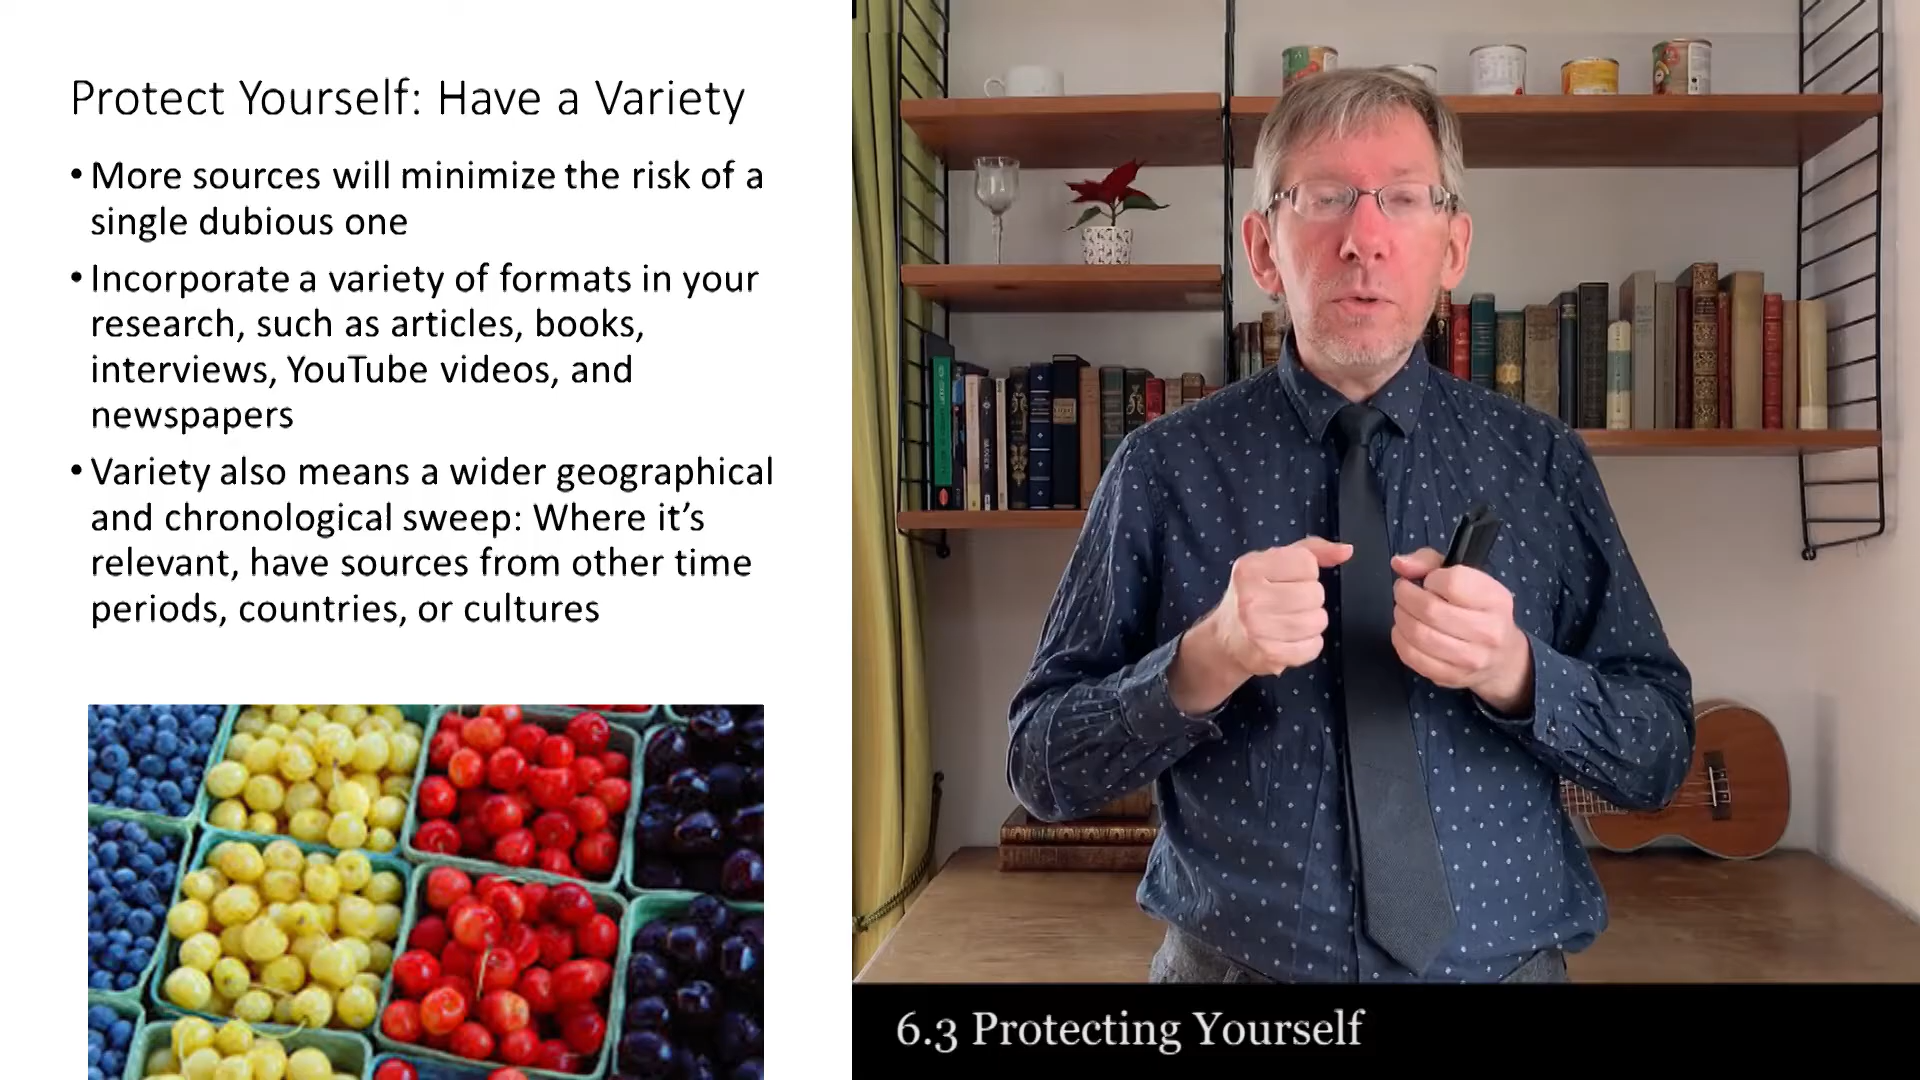 Protect Yourself: Have a Variety
• More sources will minimize the risk of a
single dubious one
• Incorporate a variety of formats in your
research, such as articles, books,
interviews, YouTube videos, and
newspapers
• Variety also means a wider geographical
and chronological sweep: Where it’s
relevant, have sources from other time
periods, countries, or cultures
6.3 Protecting Yourself